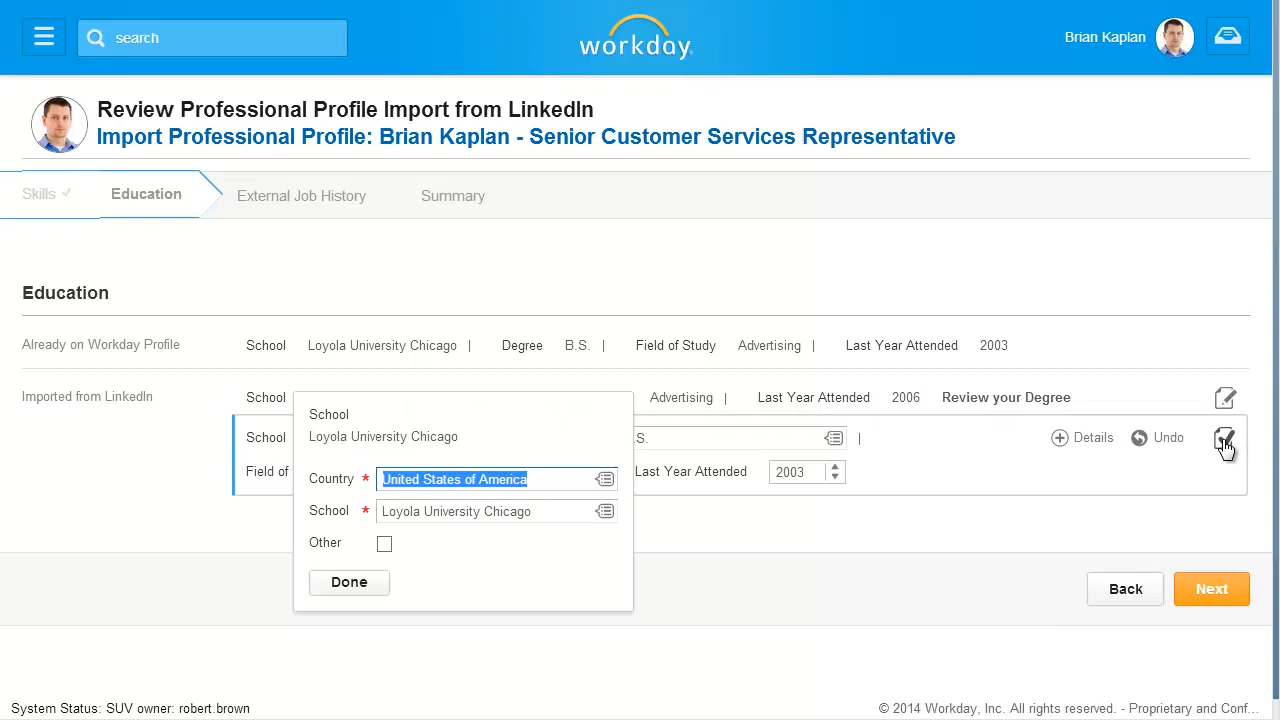 search
workday.
Brian Kaplan
Review Professional Profile Import from LinkedIn
Import Professional Profile: Brian Kaplan - Senior Customer Services Representative
Skills
Education
External Job History
Summary
Education
Already on Workday Profile School Loyola University Chicago | Degree B.S. | Field of Study Advertising | Last Year Attended 2003
Imported from LinkedIn School Advertising | Last Year Attended 2006 Review your Degree
School S. | Details Undo
Field of Last Year Attended 2003
School
Loyola University Chicago
Country * United States of America
School * Loyola University Chicago
Other
Done
Back
Next
System Status: SUV owner: robert.brown
© 2014 Workday, Inc. All rights reserved. - Proprietary and Conf...